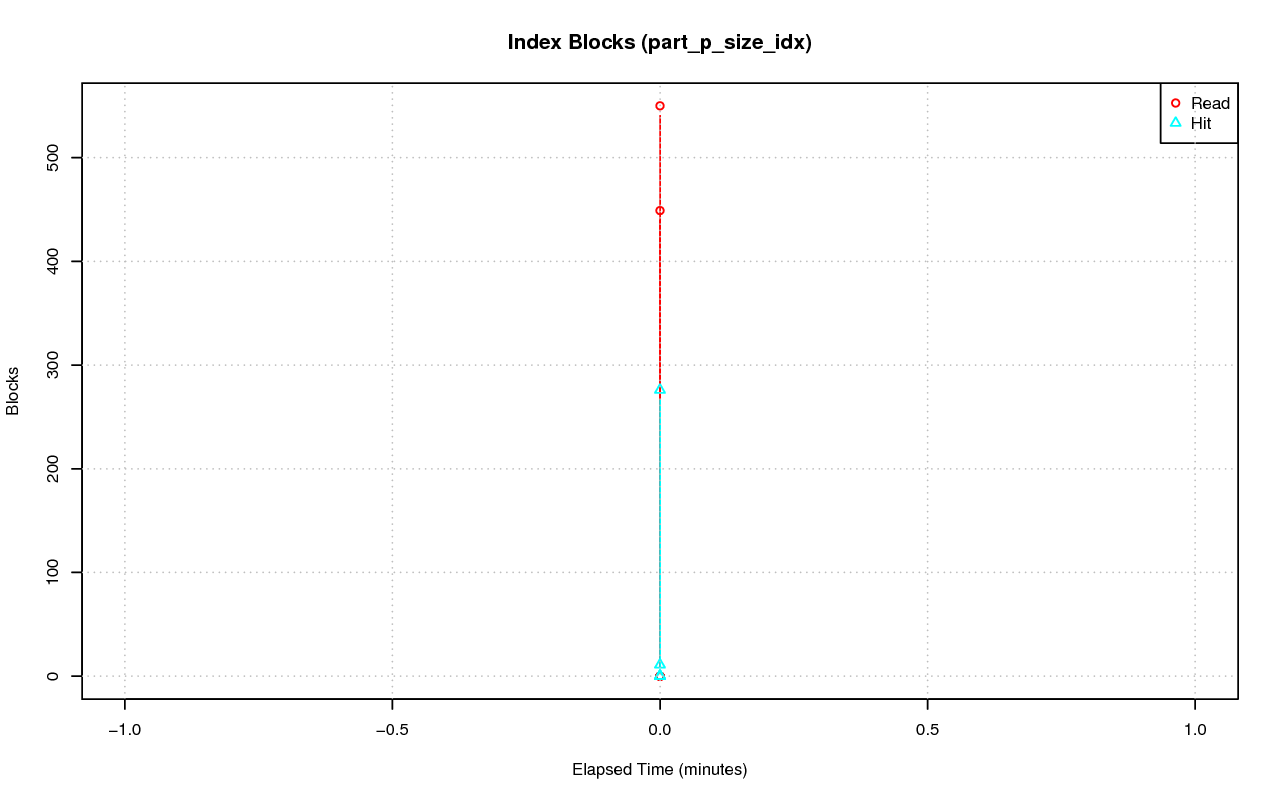 Index Blocks (part_p_size_idx)
Read
Hit
500
400
300
200
100
0
Blocks
−1.0
−0.5
0.0
0.5
1.0
Elapsed Time (minutes)